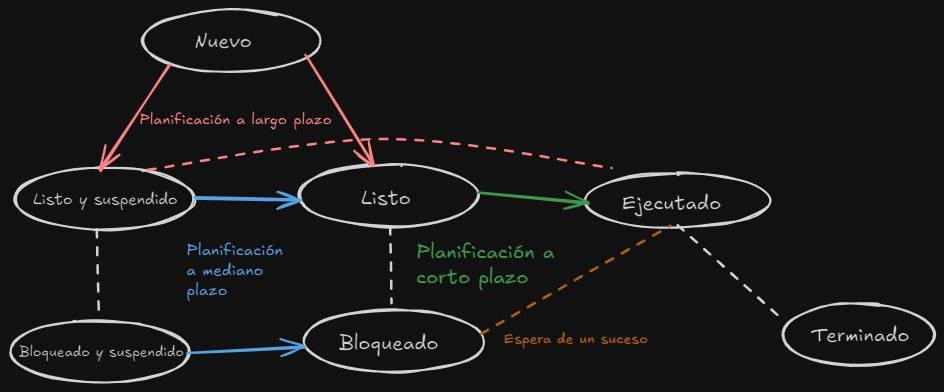 Nuevo
Planificación a largo plazo
Listo y suspendido
Listo
Ejecutado
Planificación
a mediano
plazo
Planificación a
corto plazo
Bloqueado y suspendido
Bloqueado
Espera de un suceso
Terminado